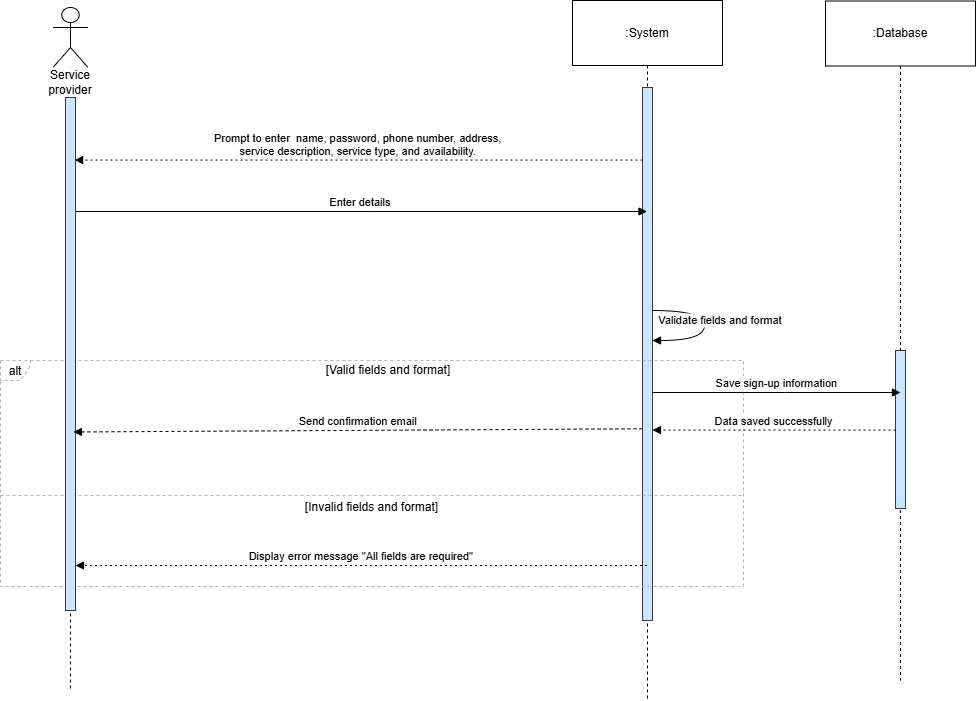 :System
:Database
Service
provider
Prompt to enter name, password, phone number, address,
service description, service type, and availability.
Enter details
Validate fields and format
alt
[Valid fields and format]
Save sign-up information
Send confirmation email
Data saved successfully
[Invalid fields and format]
Display error message "All fields are required"